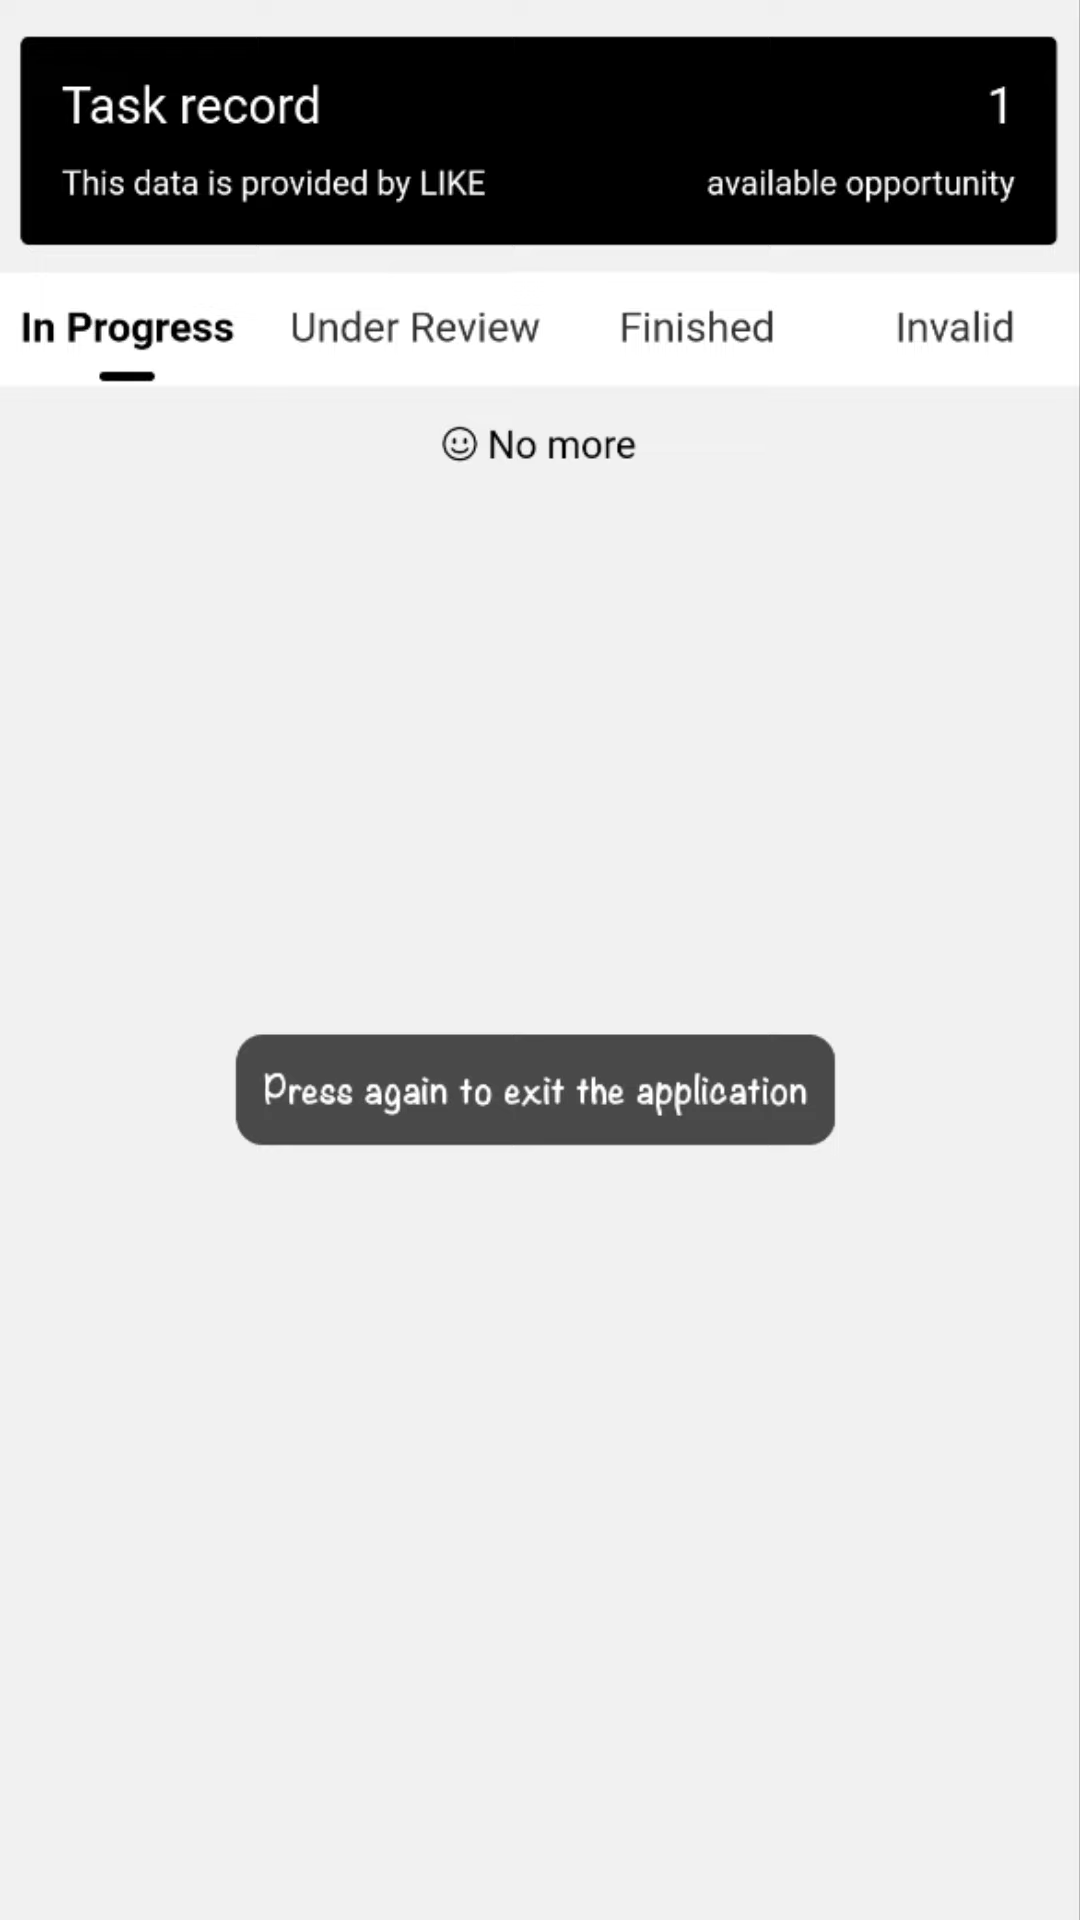 Task record 1
This data is provided by LIKE available opportunity
In Progress Under Review Finished Invalid
No more
Press again to exit the application